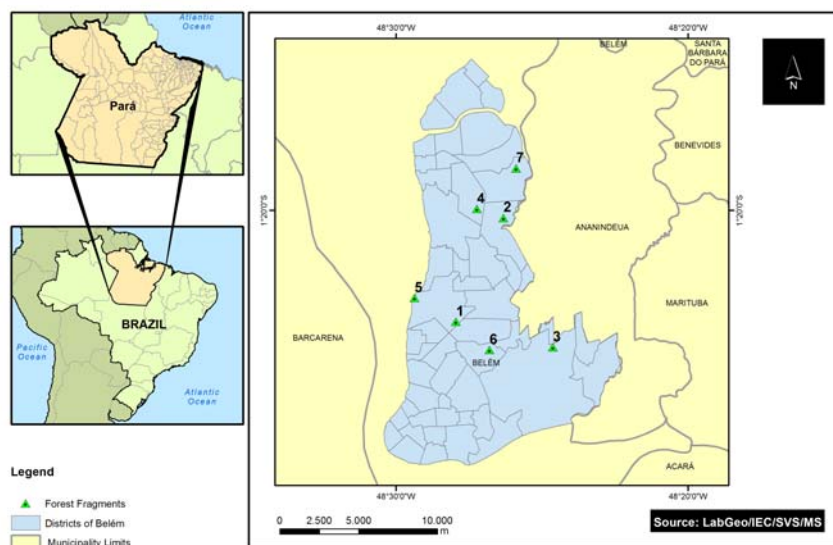 Atlantic
Ocean
Pará
BRAZIL
Pacific
Ocean
Atlantic
Ocean
Legend
Forest Fragments
Districts of Belém
Municipality Limits
48°30'0"W
48°20'0"W
BELÉM
SANTA
BÁRBARA
DO PARÁ
N
BENEVIDES
7
4
2
1°20'0"S
1°20'0"S
ANANINDEUA
5
MARITUBA
1
BARCARENA
6
3
BELÉM
ACARÁ
48°30'0"W
48°20'0"W
0 2.500 5.000 10.000
m
Source: LabGeo/IEC/SVS/MS